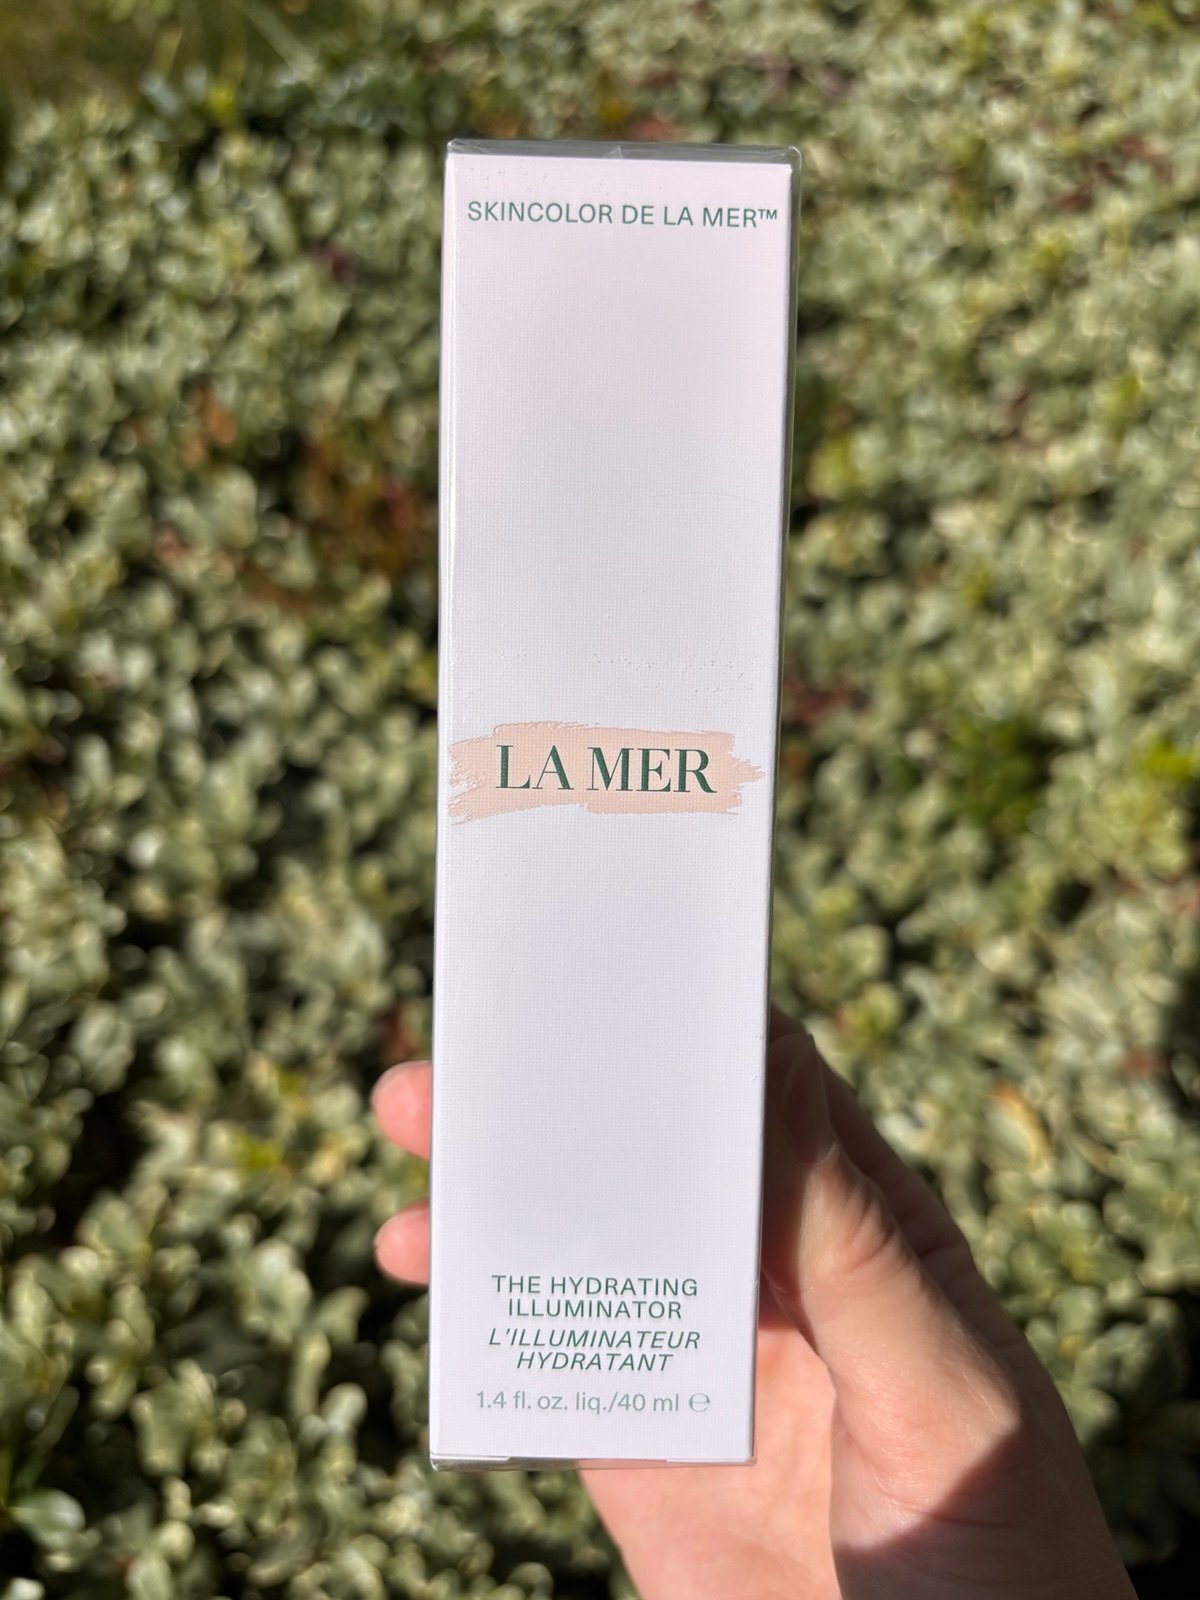 SKINCOLOR DE LA MER™
LA MER
THE HYDRATING
ILLUMINATOR
L'ILLUMINATEUR
HYDRATANT
1.4 fl. oz. liq./40 ml ℮